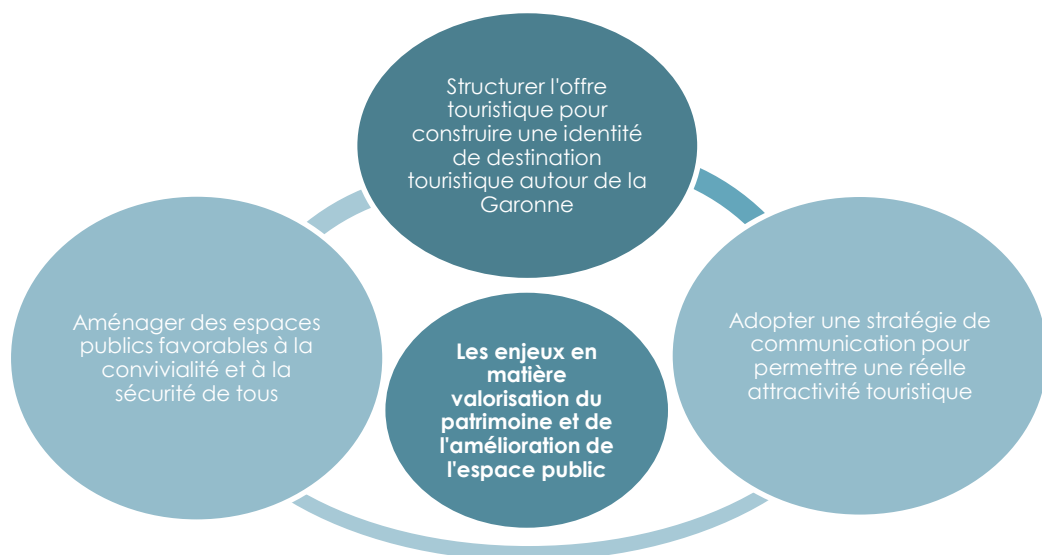 Structurer l'offre
touristique pour
construire une identité
de destination
touristique autour de la
Garonne
Aménager des espaces
publics favorables à la
convivialité et à la
sécurité de tous
Les enjeux en
matière
valorisation du
patrimoine et de
l'amélioration de
l'espace public
Adopter une stratégie de
communication pour
permettre une réelle
attractivité touristique